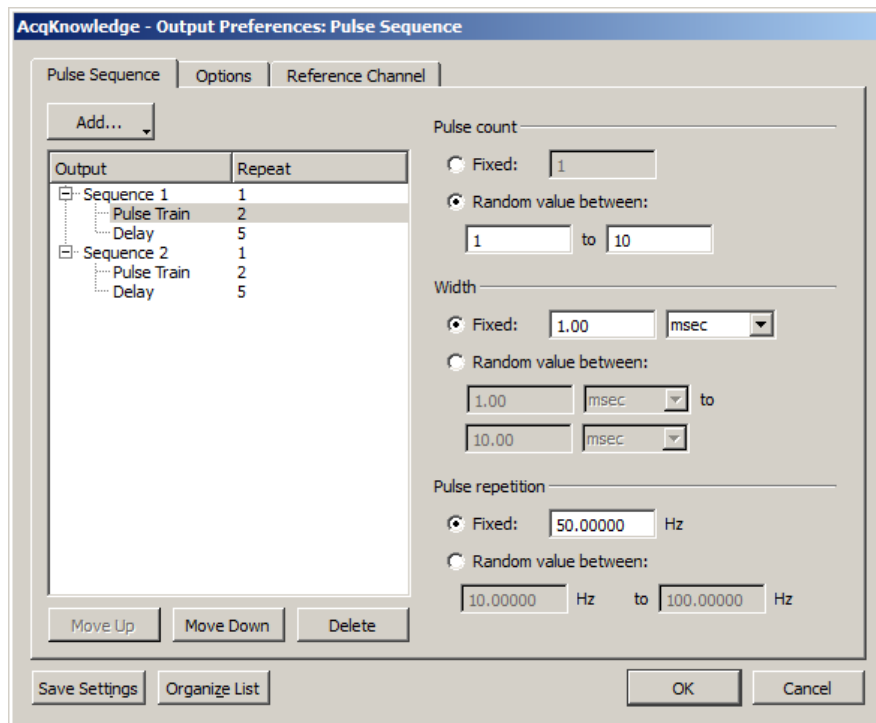 AcqKnowledge - Output Preferences: Pulse Sequence
Pulse Sequence Options Reference Channel
Add...
Output Repeat
Sequence 1 1
Pulse Train 2
Delay 5
Sequence 2 1
Pulse Train 2
Delay 5
Move Up Move Down Delete
Pulse count
Fixed: 1
Random value between:
1 to 10
Width
Fixed: 1.00 msec
Random value between:
1.00 msec to
10.00 msec
Pulse repetition
Fixed: 50.00000 Hz
Random value between:
10.00000 Hz to 100.00000 Hz
Save Settings Organize List OK Cancel